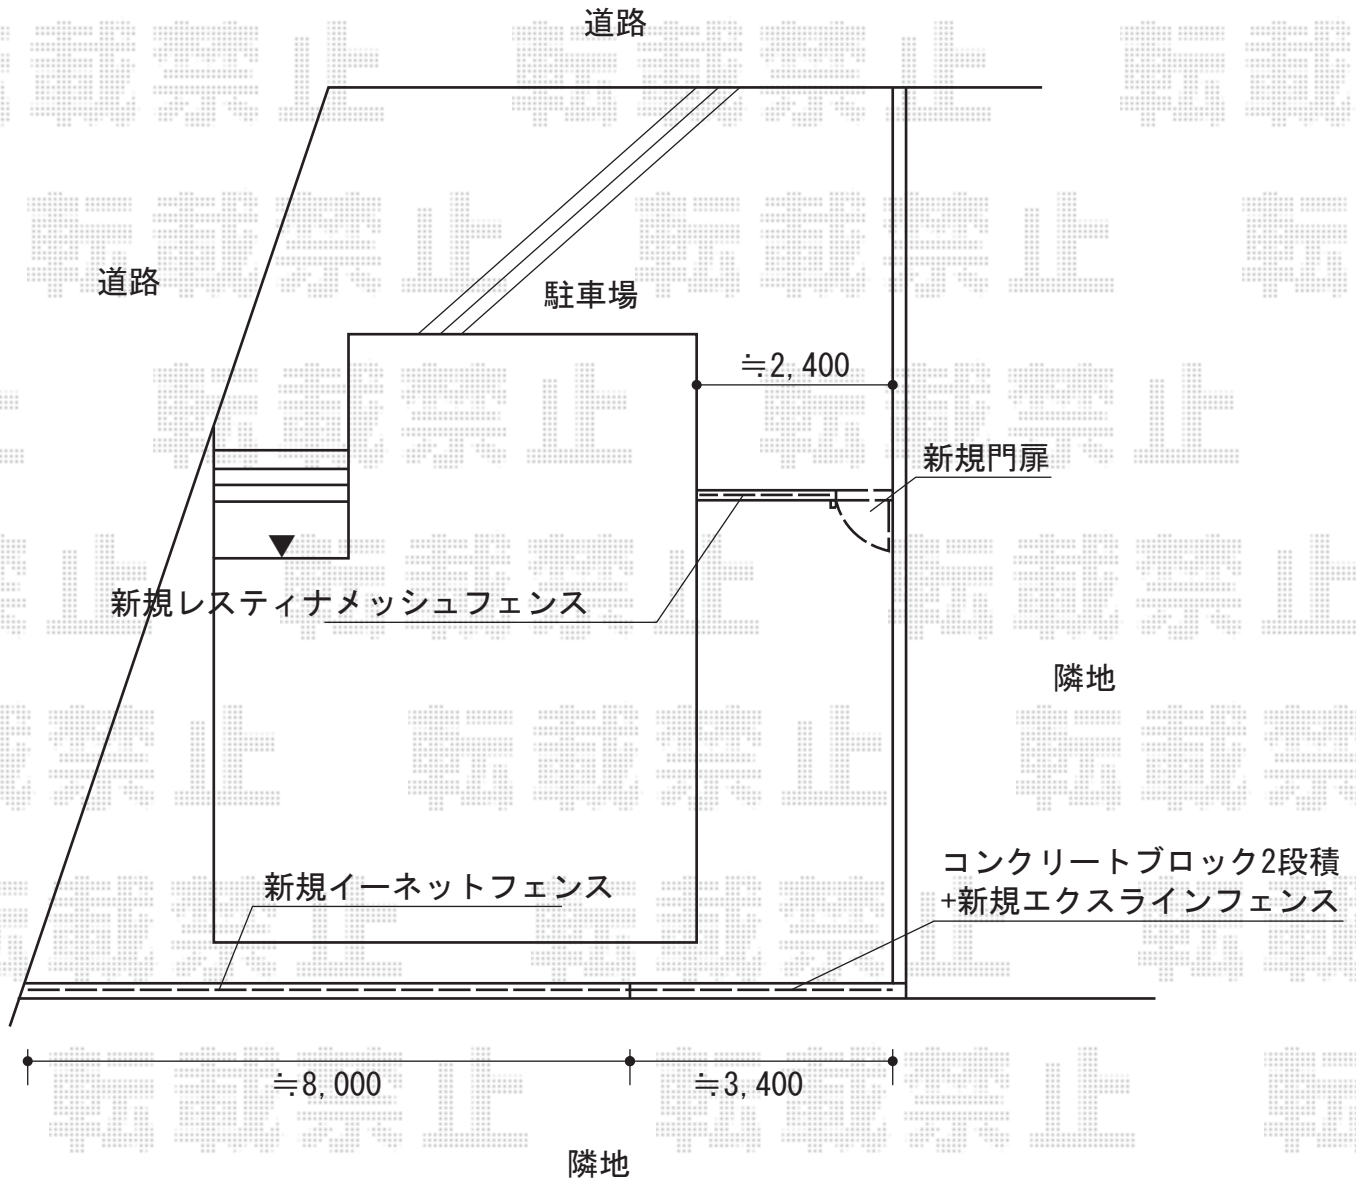 道路
道路
駐車場
≒2,400
新規門扉
新規レスティナメッシュフェンス
隣地
コンクリートブロック2段積
+新規エクスラインフェンス
新規イーネットフェンス
≒8,000
≒3,400
隣地
転載禁止